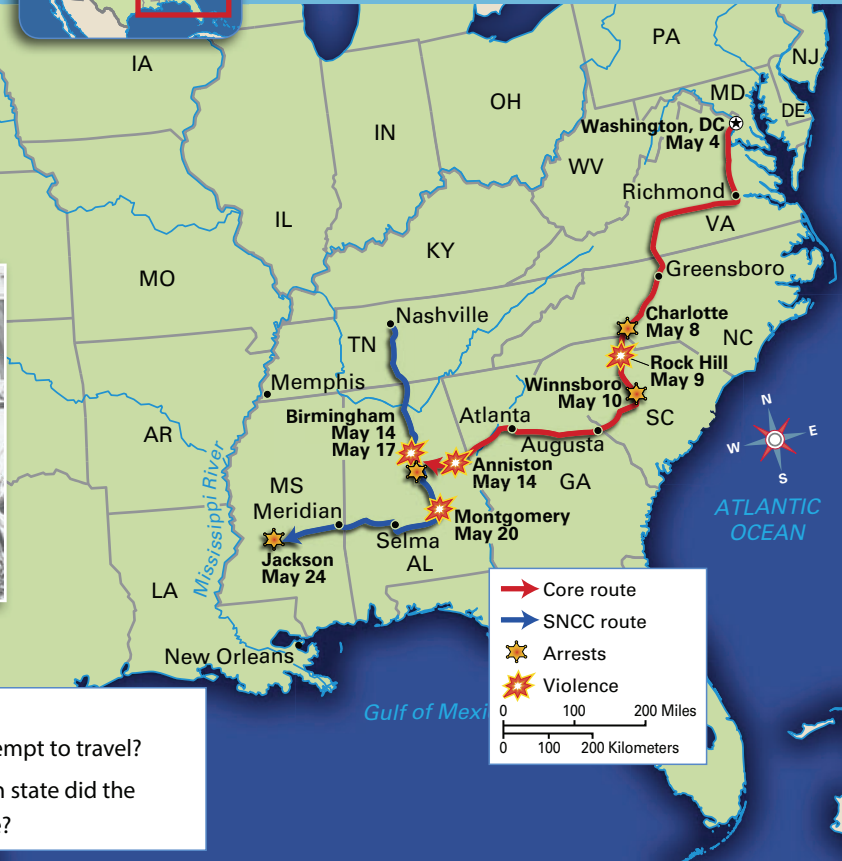 IA
PA
NJ
OH
MD
DE
IN
Washington, DC
May 4
WV
Richmond
IL
VA
KY
MO
Greensboro
Nashville
Charlotte
May 8
NC
TN
Rock Hill
May 9
Memphis
Winnsboro
May 10
SC
Birmingham
May 14
May 17
Atlanta
Augusta
AR
Anniston
May 14
GA
N
W
E
S
MS
Meridian
Montgomery
May 20
ATLANTIC
OCEAN
Mississippi River
Selma
AL
Jackson
May 24
LA
New Orleans
Gulf of Mexi
Core route
SNCC route
Arrests
Violence
0 100 200 Miles
0 100 200 Kilometers
empt to travel?
state did the
?